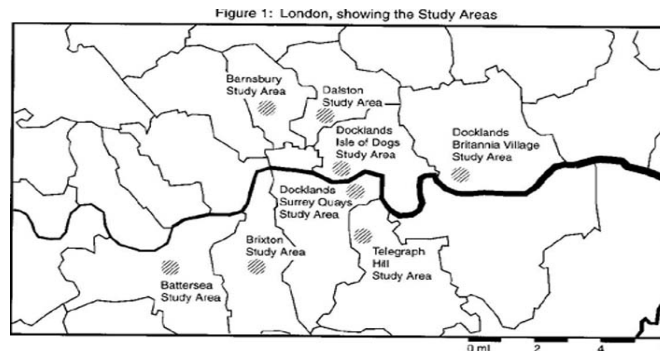 Figure 1: London, showing the Study Areas
Barnsbury
Study Area
Dalston
Study Area
Docklands
Isle of Dogs
Study Area
Docklands
Britannia Village
Study Area
Docklands
Surrey Quays
Study Area
Brixton
Study Area
Telegraph
Hill
Study Area
Battersea
Study Area
0 mi
2
4